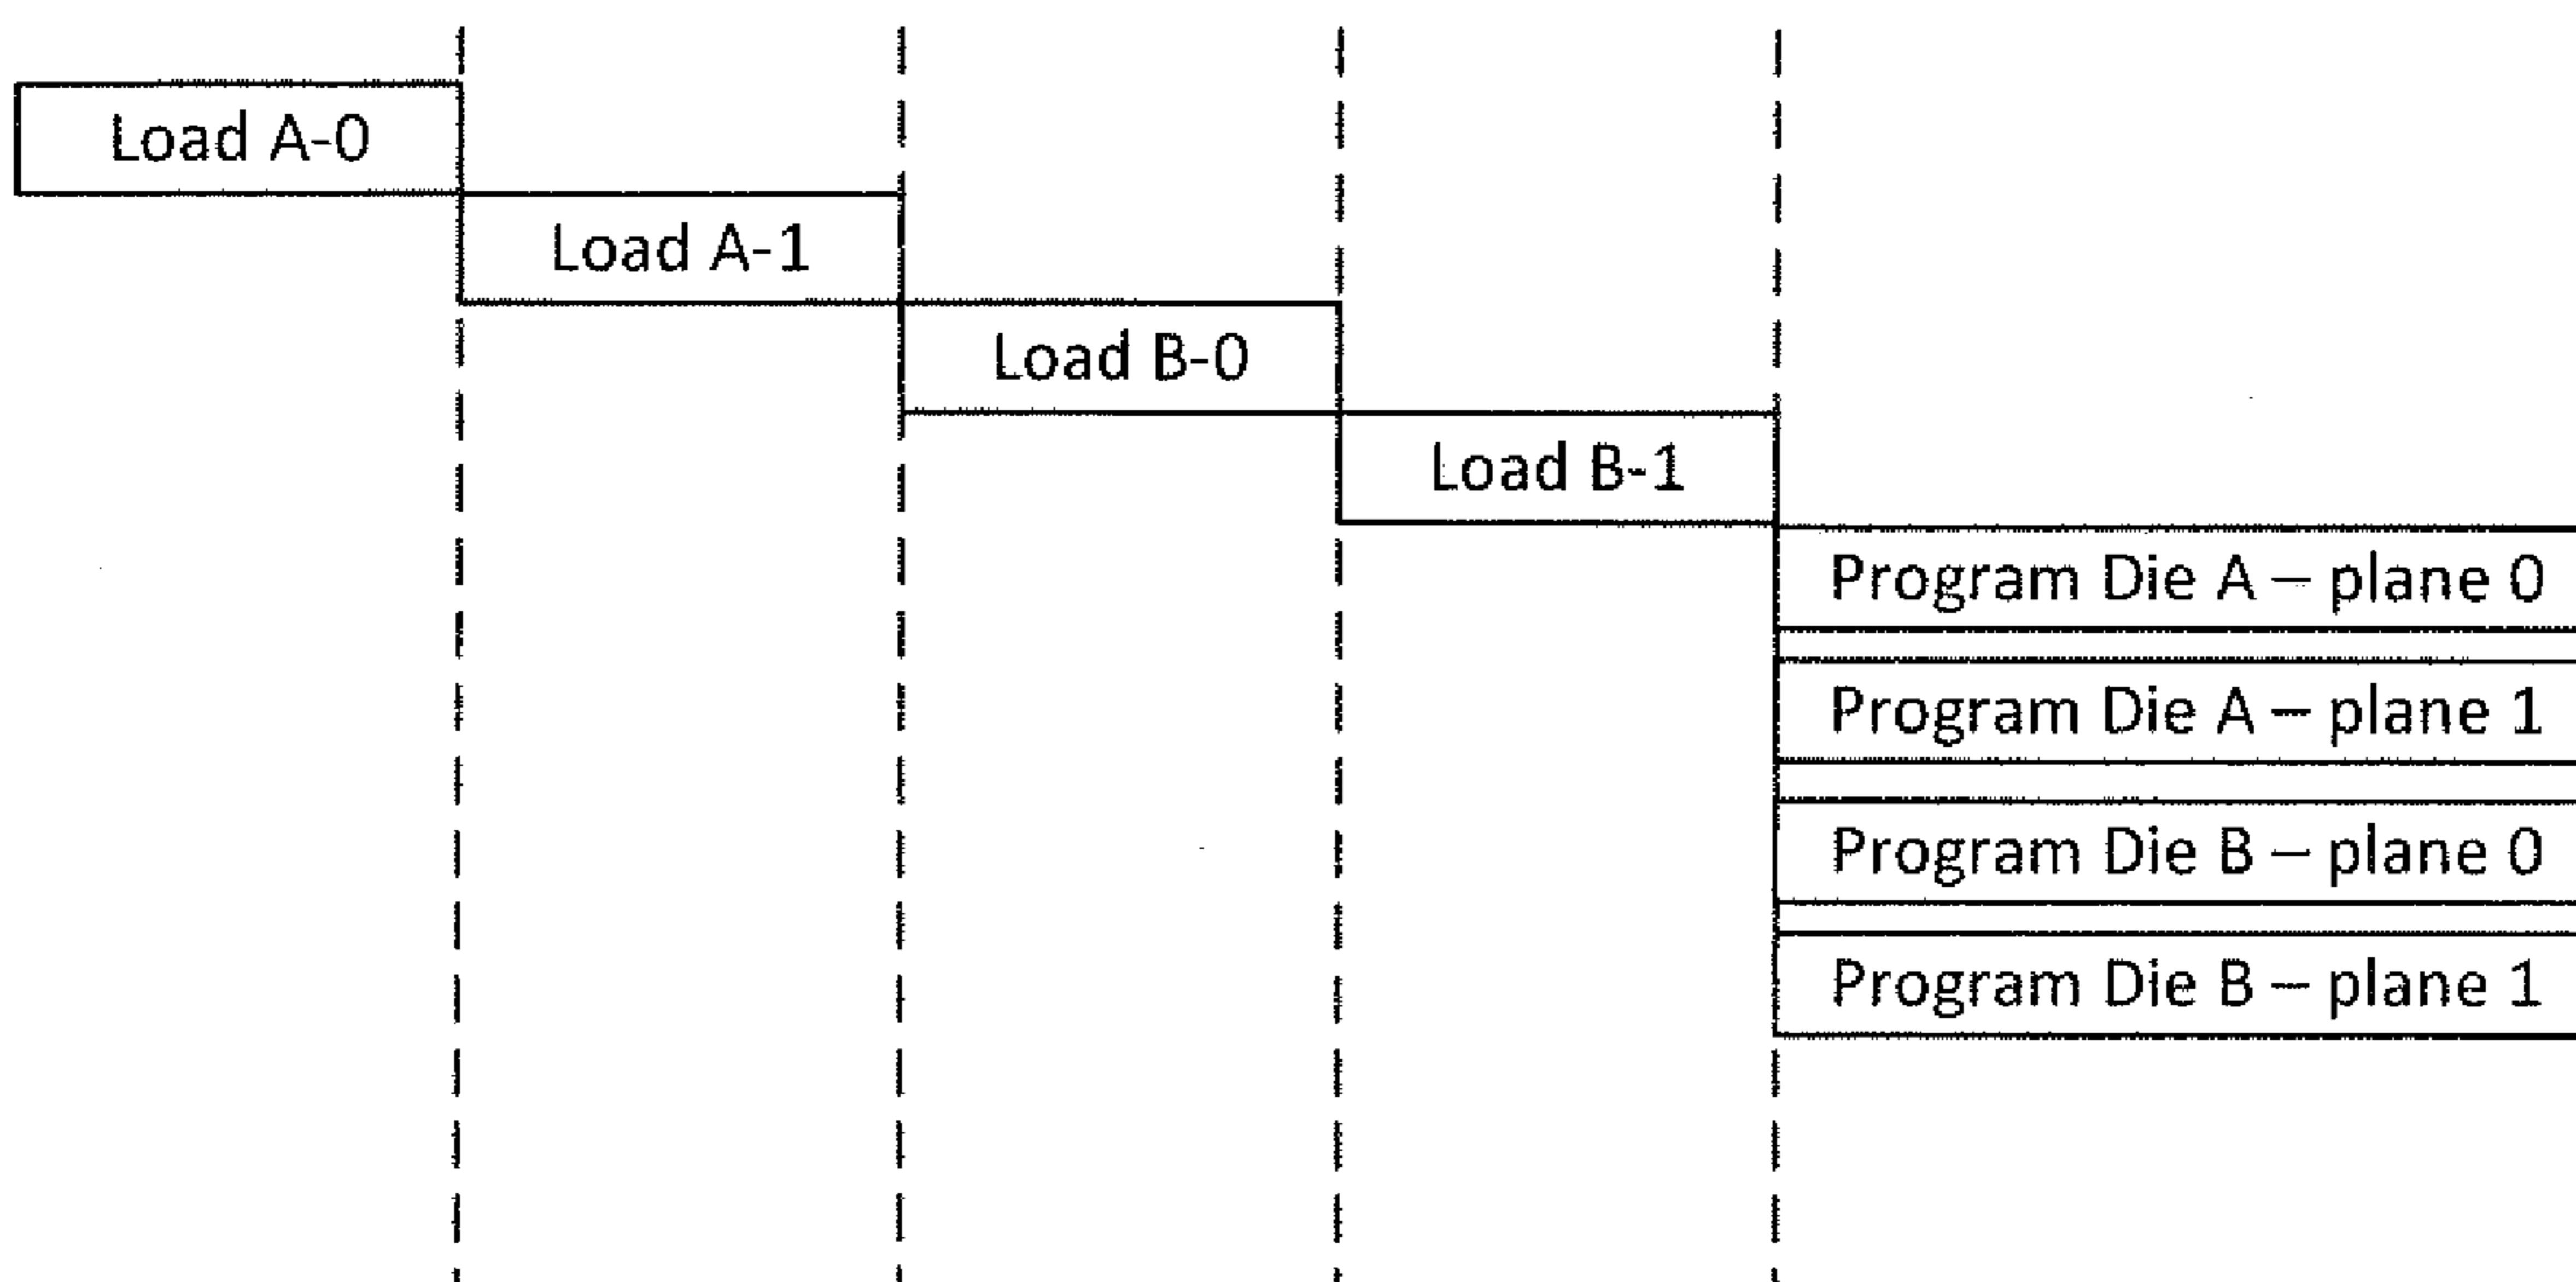 Load A-0
Load A-1
Load B-0
Load B-1
Program Die A – plane 0
Program Die A – plane 1
Program Die B – plane 0
Program Die B – plane 1